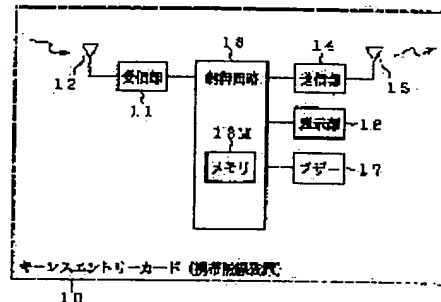 13
14
12
受信部
制御回路
送信部
15
11
表示部
16
13M
メモリ
ブザー
17
キーレスエントリーカード(携帯無線装置)
10